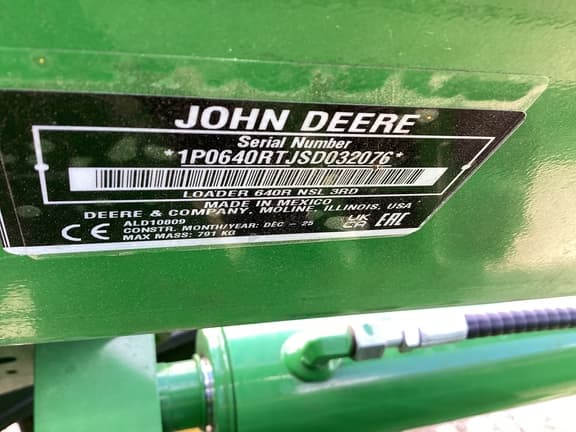 JOHN DEERE
Serial Number
*1P0640RTJSD032076*
LOADER 640R NSL 3RD
MADE IN MEXICO
DEERE & COMPANY. MOLINE, ILLINOIS, USA
CE ALD10809 UK CA EAC
CONSTR. MONTH/YEAR: DEC - 25
MAX MASS: 791 KG